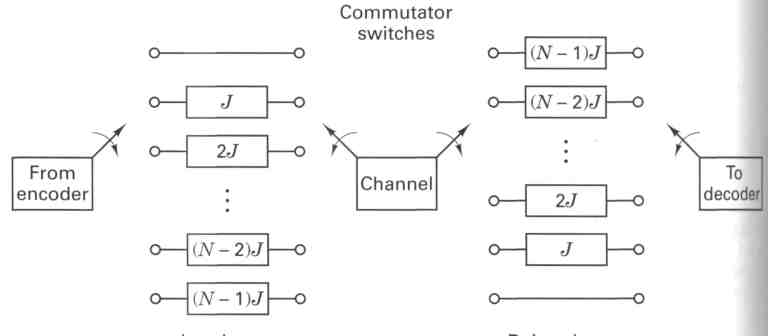 Commutator
switches
J
2J
(N – 2)J
(N – 1)J
From
encoder
Channel
(N – 1)J
(N – 2)J
2J
J
To
decoder